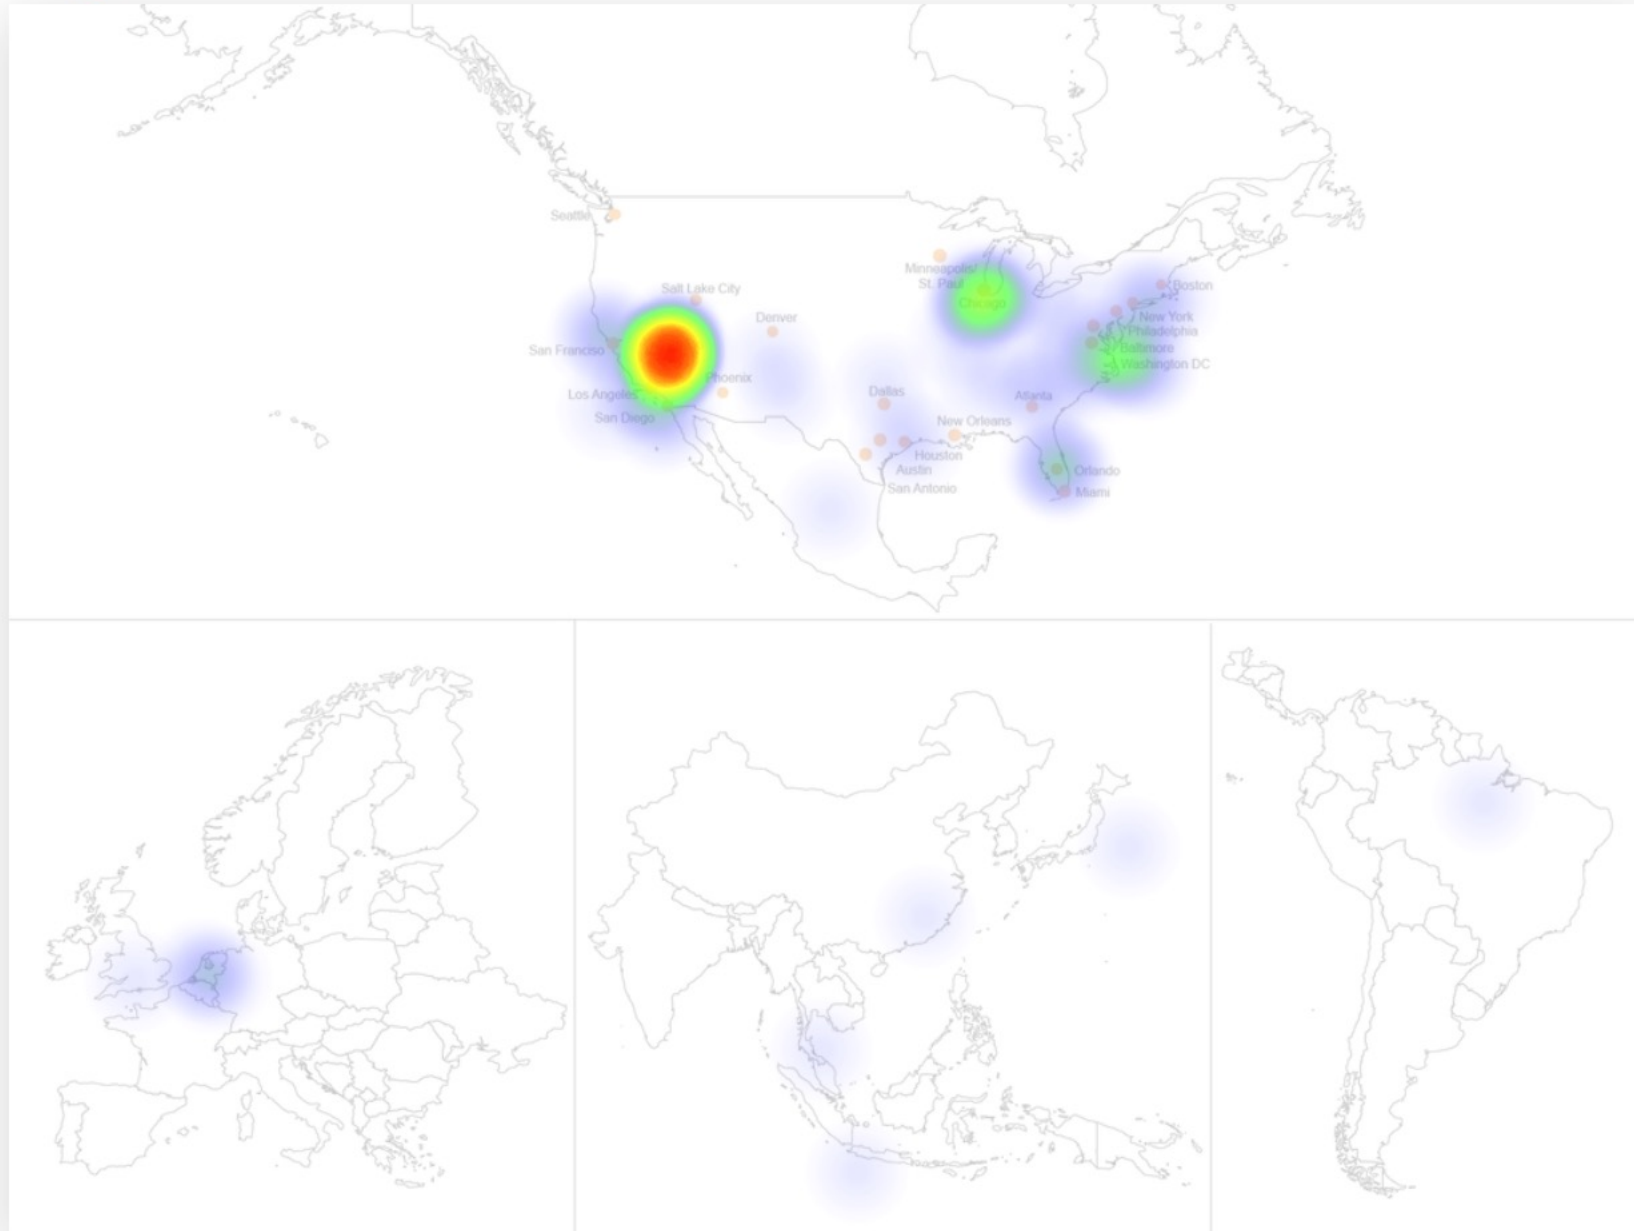 Seattle
Salt Lake City
Denver
San Franciso
Phoenix
Los Angeles
San Diego
Minneapolis/
St. Paul
Chicago
Boston
New York
Philadelphia
Baltimore
Washington DC
Dallas
Atlanta
New Orleans
Houston
Austin
San Antonio
Orlando
Miami